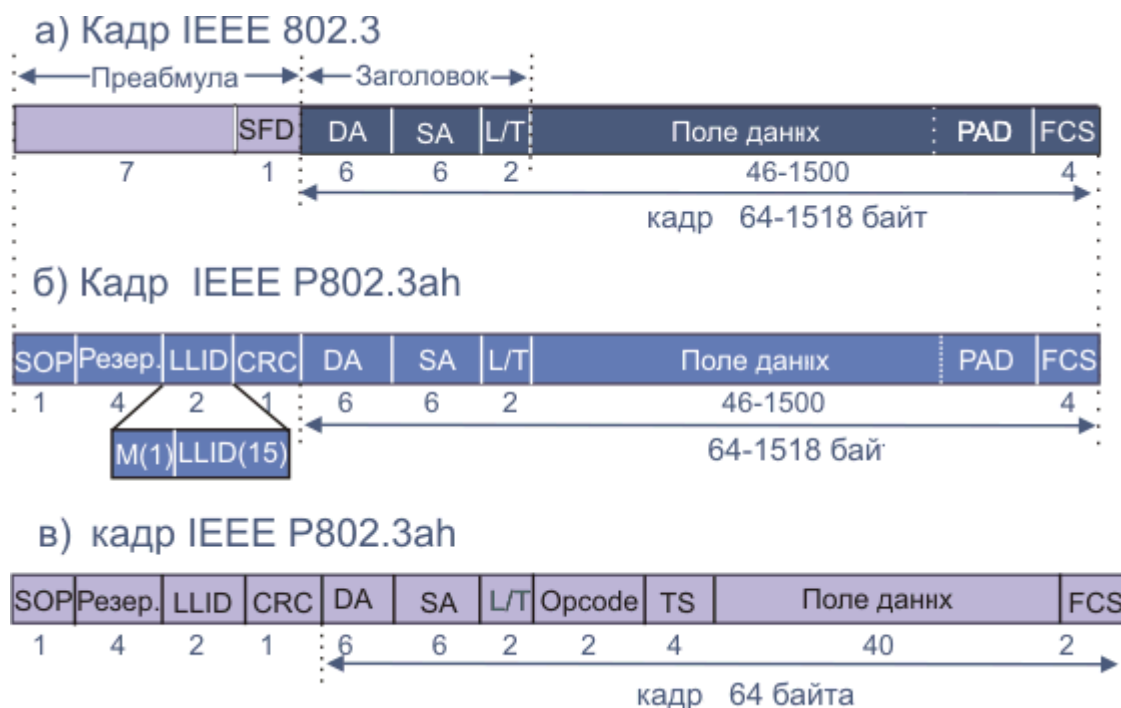 а) Кадр IEEE 802.3
Преабмула Заголовок
SFD DA SA L/T Поле данных PAD FCS
7 1 6 6 2 46-1500 4
кадр 64-1518 байт
б) Кадр IEEE P802.3ah
SOP Резер. LLID CRC DA SA L/T Поле данных PAD FCS
1 4 2 1 6 6 2 46-1500 4
M(1) LLID(15)
64-1518 бай
в) кадр IEEE P802.3ah
SOP Резер. LLID CRC DA SA L/T Opcode TS Поле данных FCS
1 4 2 1 6 6 2 2 4 40 2
кадр 64 байта